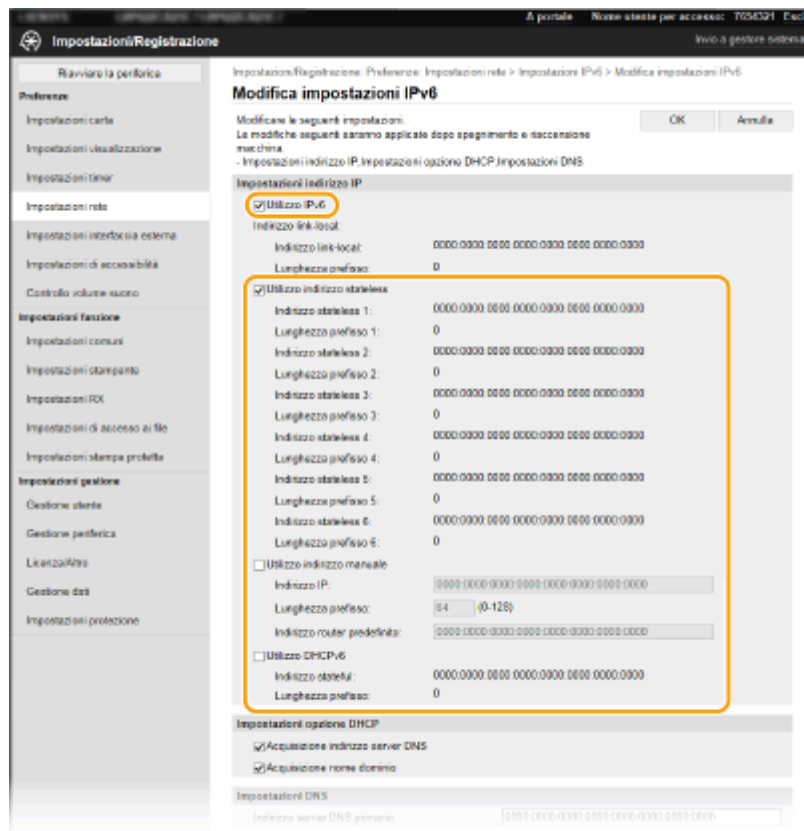 A portale Nome utente per accesso: 7654321 Esci
Impostazioni/Registrazione
Invio a gestore sistema
Riavviare la periferica
Preferenze
Impostazioni carta
Impostazioni visualizzazione
Impostazioni timer
Impostazioni rete
Impostazioni interfaccia esterna
Impostazioni di accessibilità
Controllo volume suono
Impostazioni funzione
Impostazioni comuni
Impostazioni stampante
Impostazioni RX
Impostazioni di accesso ai file
Impostazioni stampa protetta
Impostazioni gestione
Gestione utente
Gestione periferica
Licenza/Altro
Gestione dati
Impostazioni protezione
Impostazioni/Registrazione: Preferenze: Impostazioni rete > Impostazioni IPv6 > Modifica impostazioni IPv6
Modifica impostazioni IPv6
Modificare le seguenti impostazioni.
Le modifiche seguenti saranno applicate dopo spegnimento e riaccensione
macchina.
- Impostazioni indirizzo IP,Impostazioni opzione DHCP,Impostazioni DNS
OK Annulla
Impostazioni indirizzo IP
Utilizzo IPv6
Indirizzo link-local:
Indirizzo link-local: 0000:0000:0000:0000:0000:0000:0000:0000
Lunghezza prefisso: 0
Utilizzo indirizzo stateless
Indirizzo stateless 1: 0000:0000:0000:0000:0000:0000:0000:0000
Lunghezza prefisso 1: 0
Indirizzo stateless 2: 0000:0000:0000:0000:0000:0000:0000:0000
Lunghezza prefisso 2: 0
Indirizzo stateless 3: 0000:0000:0000:0000:0000:0000:0000:0000
Lunghezza prefisso 3: 0
Indirizzo stateless 4: 0000:0000:0000:0000:0000:0000:0000:0000
Lunghezza prefisso 4: 0
Indirizzo stateless 5: 0000:0000:0000:0000:0000:0000:0000:0000
Lunghezza prefisso 5: 0
Indirizzo stateless 6: 0000:0000:0000:0000:0000:0000:0000:0000
Lunghezza prefisso 6: 0
Utilizzo indirizzo manuale
Indirizzo IP: 0000:0000:0000:0000:0000:0000:0000:0000
Lunghezza prefisso: 64 (0-128)
Indirizzo router predefinito: 0000:0000:0000:0000:0000:0000:0000:0000
Utilizzo DHCPv6
Indirizzo stateful: 0000:0000:0000:0000:0000:0000:0000:0000
Lunghezza prefisso: 0
Impostazioni opzione DHCP
Acquisizione indirizzo server DNS
Acquisizione nome dominio
Impostazioni DNS
Indirizzo server DNS primario: 0000:0000:0000:0000:0000:0000:0000:0000